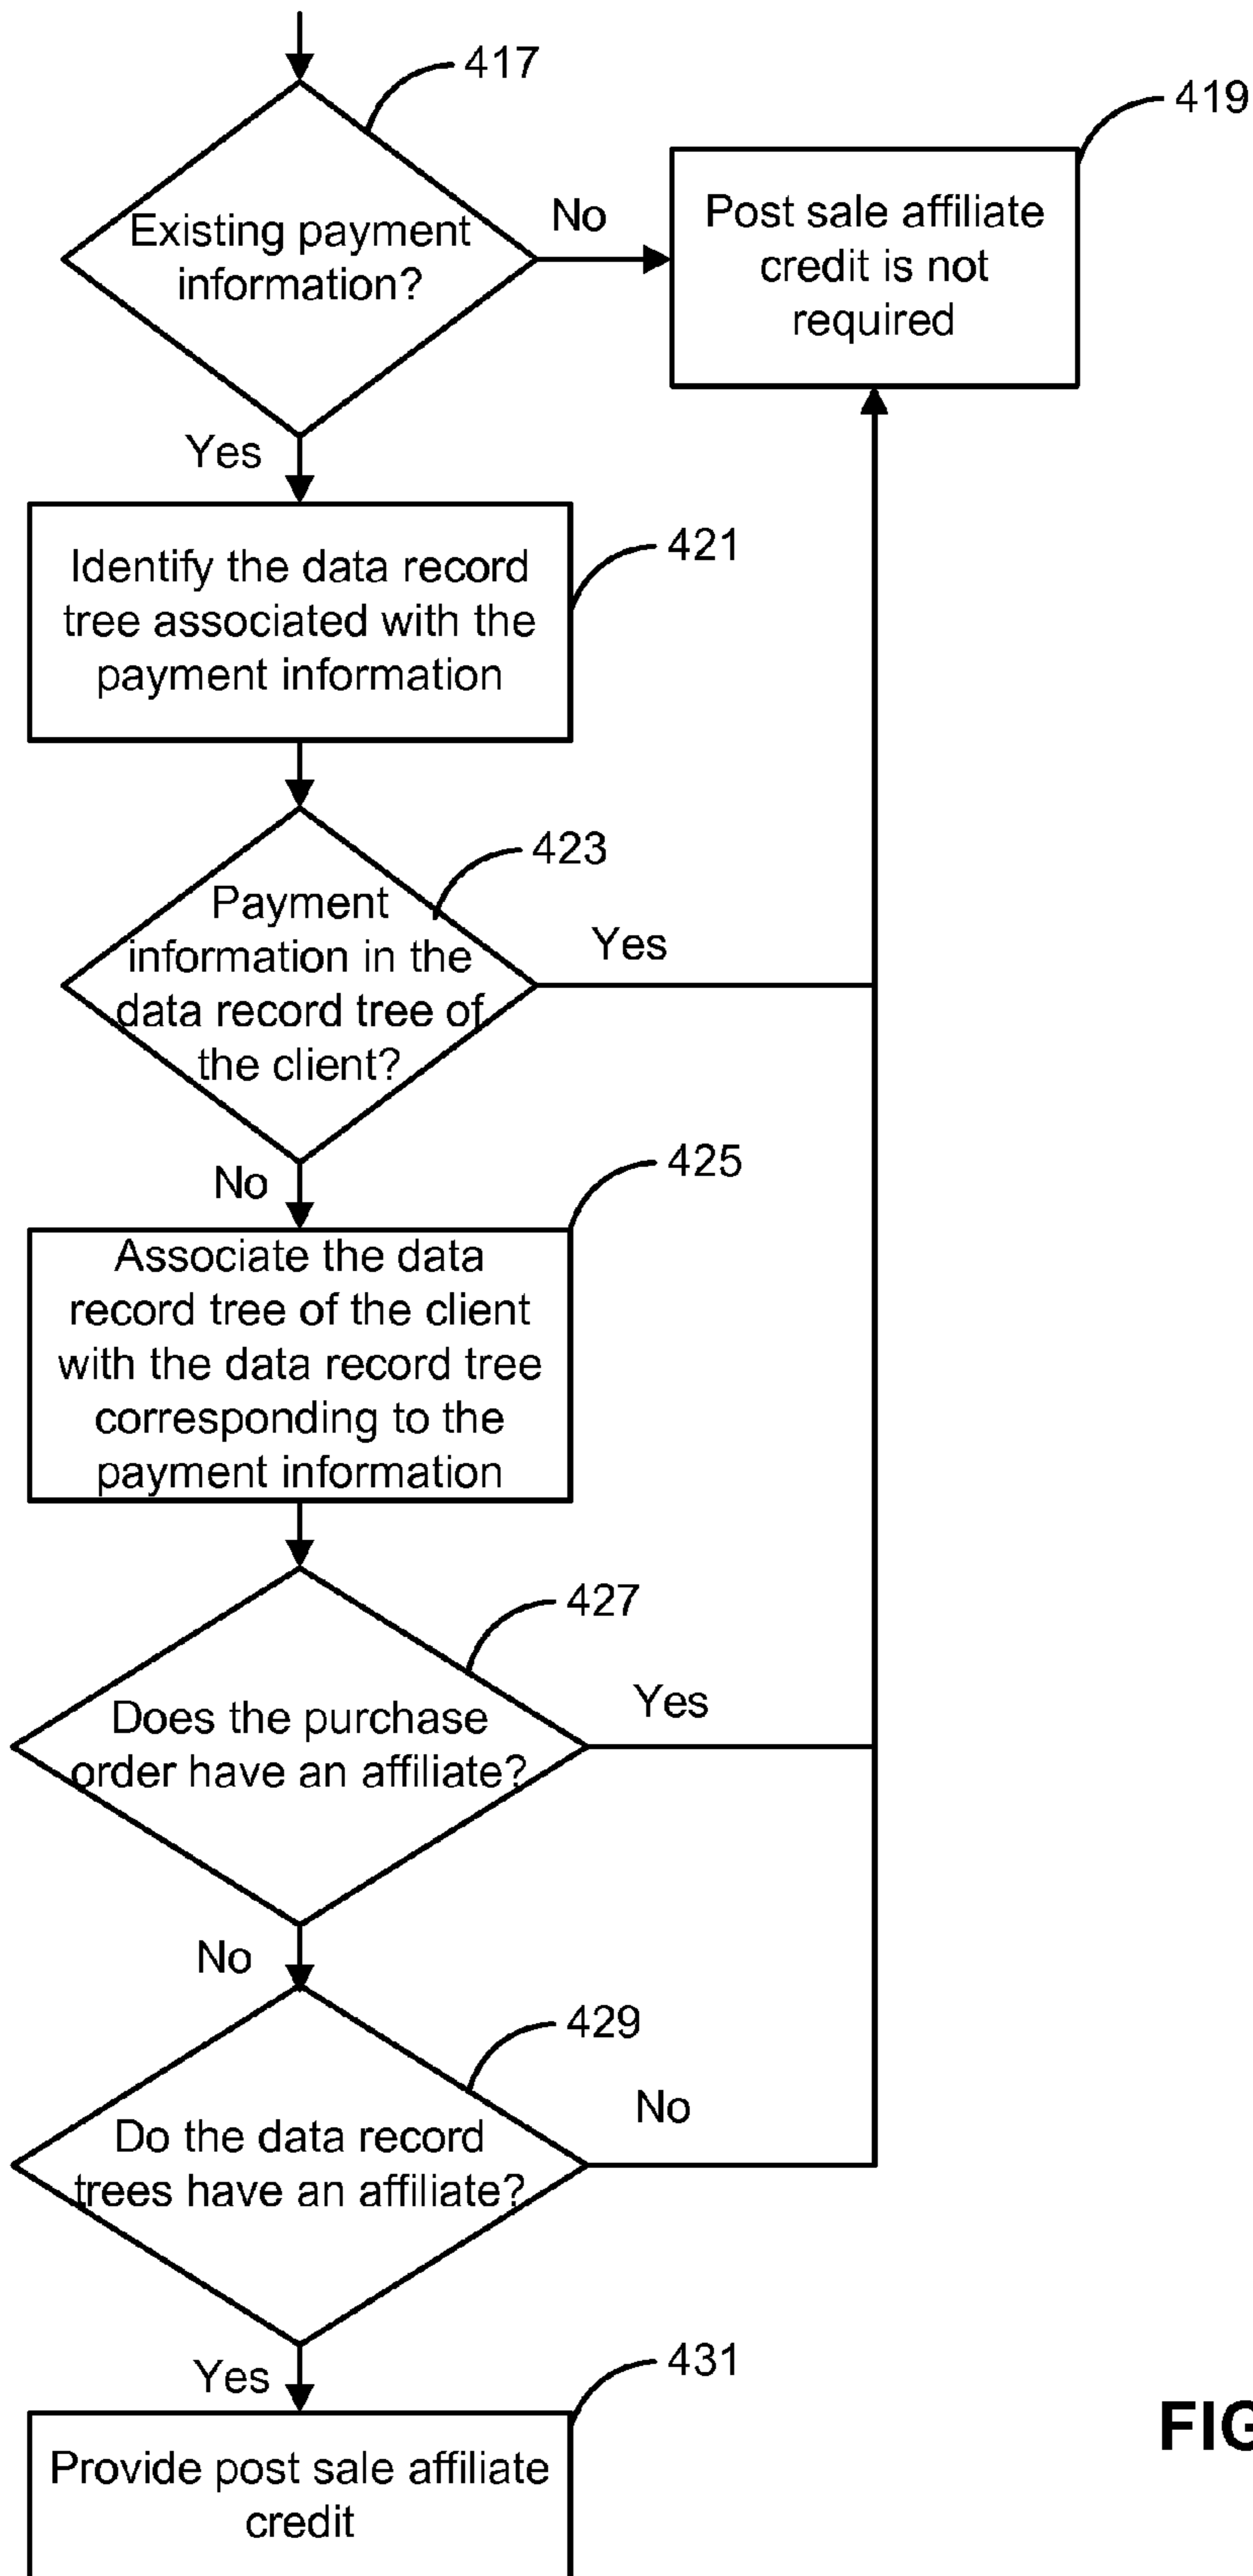 417
419
Existing payment
information?
No
Post sale affiliate
credit is not
required
Yes
Identify the data record
tree associated with the
payment information
421
423
Payment
information in the
data record tree of
the client?
Yes
No
425
Associate the data
record tree of the client
with the data record tree
corresponding to the
payment information
427
Does the purchase
order have an affiliate?
Yes
No
429
Do the data record
trees have an affiliate?
No
Yes
431
Provide post sale affiliate
credit